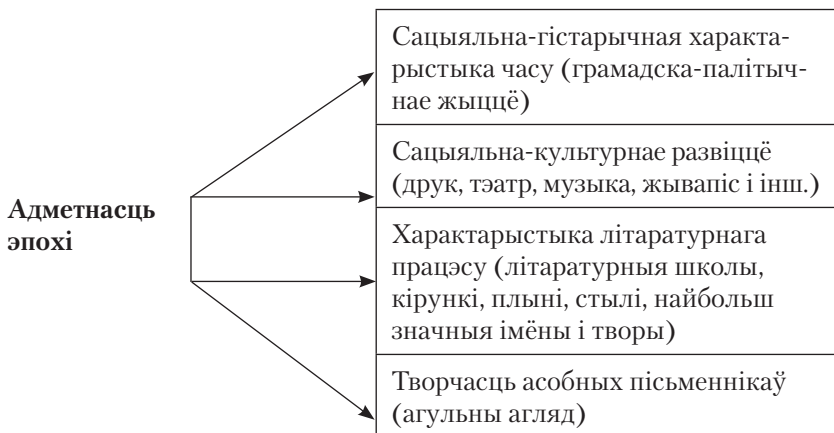 Адметнасць
эпохі
Сацыяльна-гістарычная характа-
рыстыка часу (грамадска-палітыч-
нае жыццё)
Сацыяльна-культурнае развіццё
(друк, тэатр, музыка, жывапіс і інш.)
Характарыстыка літаратурнага
працэсу (літаратурныя школы,
кірункі, плыні, стылі, найбольш
значныя імёны і творы)
Творчасць асобных пісьменнікаў
(агульны агляд)